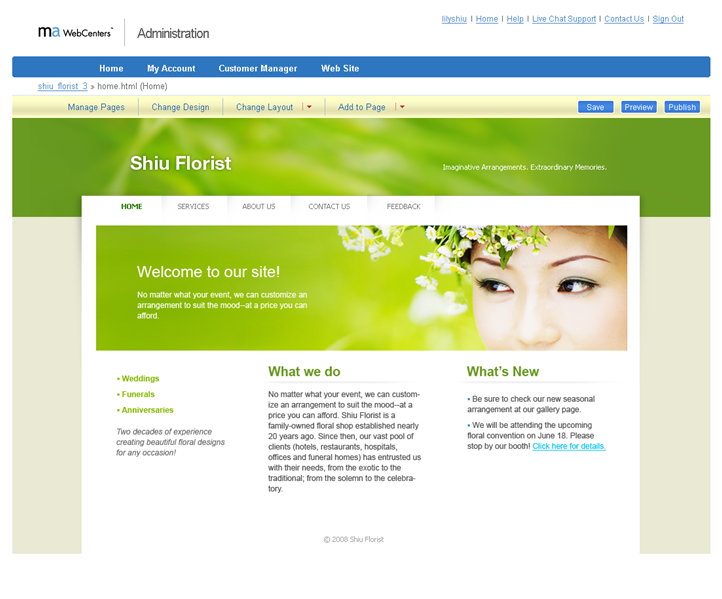 ma WebCenters™ Administration
lilyshiu | Home | Help | Live Chat Support | Contact Us | Sign Out
Home My Account Customer Manager Web Site
shiu_florist_3 » home.html (Home)
Manage Pages Change Design Change Layout Add to Page Save Preview Publish
Shiu Florist
Imaginative Arrangements. Extraordinary Memories.
HOME SERVICES ABOUT US CONTACT US FEEDBACK
Welcome to our site!
No matter what your event, we can customize an
arrangement to suit the mood--at a price you can
afford.
• Weddings
• Funerals
• Anniversaries
Two decades of experience
creating beautiful floral designs
for any occasion!
What we do
No matter what your event, we can custom-
ize an arrangement to suit the mood--at a
price you can afford. Shiu Florist is a
family-owned floral shop established nearly
20 years ago. Since then, our vast pool of
clients (hotels, restaurants, hospitals,
offices and funeral homes) has entrusted us
with their needs, from the exotic to the
traditional; from the solemn to the celebra-
tory.
What's New
• Be sure to check our new seasonal
arrangement at our gallery page.
• We will be attending the upcoming
floral convention on June 18. Please
stop by our booth! Click here for details.
© 2008 Shiu Florist